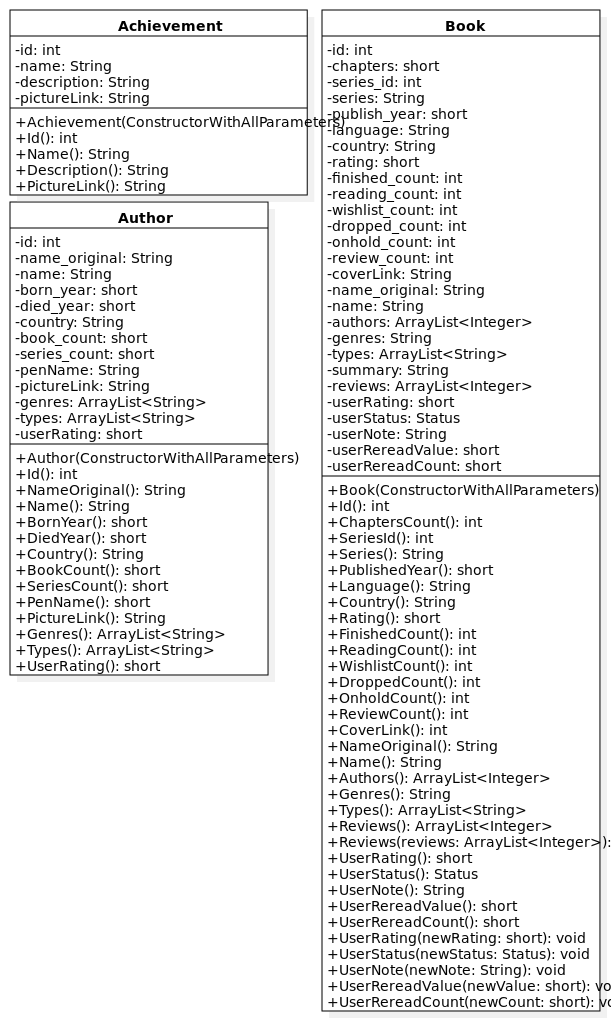 Achievement
-id: int
-name: String
-description: String
-pictureLink: String
+Achievement(ConstructorWithAllParameters)
+Id(): int
+Name(): String
+Description(): String
+PictureLink(): String
Author
-id: int
-name_original: String
-name: String
-born_year: short
-died_year: short
-country: String
-book_count: short
-series_count: short
-penName: String
-pictureLink: String
-genres: ArrayList<String>
-types: ArrayList<String>
-userRating: short
+Author(ConstructorWithAllParameters)
+Id(): int
+NameOriginal(): String
+Name(): String
+BornYear(): short
+DiedYear(): short
+Country(): String
+BookCount(): short
+SeriesCount(): short
+PenName(): short
+PictureLink(): String
+Genres(): ArrayList<String>
+Types(): ArrayList<String>
+UserRating(): short
Book
-id: int
-chapters: short
-series_id: int
-series: String
-publish_year: short
-language: String
-country: String
-rating: short
-finished_count: int
-reading_count: int
-wishlist_count: int
-dropped_count: int
-onhold_count: int
-review_count: int
-coverLink: String
-name_original: String
-name: String
-authors: ArrayList<Integer>
-genres: String
-types: ArrayList<String>
-summary: String
-reviews: ArrayList<Integer>
-userRating: short
-userStatus: Status
-userNote: String
-userRereadValue: short
-userRereadCount: short
+Book(ConstructorWithAllParameters)
+Id(): int
+ChaptersCount(): int
+SeriesId(): int
+Series(): String
+PublishedYear(): short
+Language(): String
+Country(): String
+Rating(): short
+FinishedCount(): int
+ReadingCount(): int
+WishlistCount(): int
+DroppedCount(): int
+OnholdCount(): int
+ReviewCount(): int
+CoverLink(): int
+NameOriginal(): String
+Name(): String
+Authors(): ArrayList<Integer>
+Genres(): String
+Types(): ArrayList<String>
+Reviews(): ArrayList<Integer>
+Reviews(reviews: ArrayList<Integer>):
+UserRating(): short
+UserStatus(): Status
+UserNote(): String
+UserRereadValue(): short
+UserRereadCount(): short
+UserRating(newRating: short): void
+UserStatus(newStatus: Status): void
+UserNote(newNote: String): void
+UserRereadValue(newValue: short): vo
+UserRereadCount(newCount: short): vo